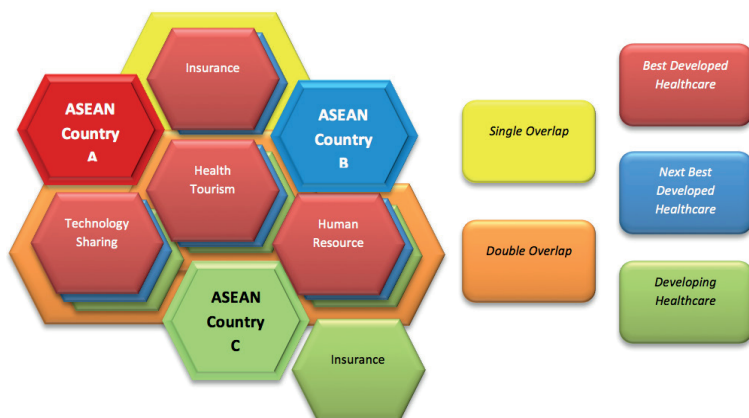 Insurance
ASEAN
Country
A
ASEAN
Country
B
Health
Tourism
Technology
Sharing
Human
Resource
ASEAN
Country
C
Insurance
Single Overlap
Double Overlap
Best Developed
Healthcare
Next Best
Developed
Healthcare
Developing
Healthcare